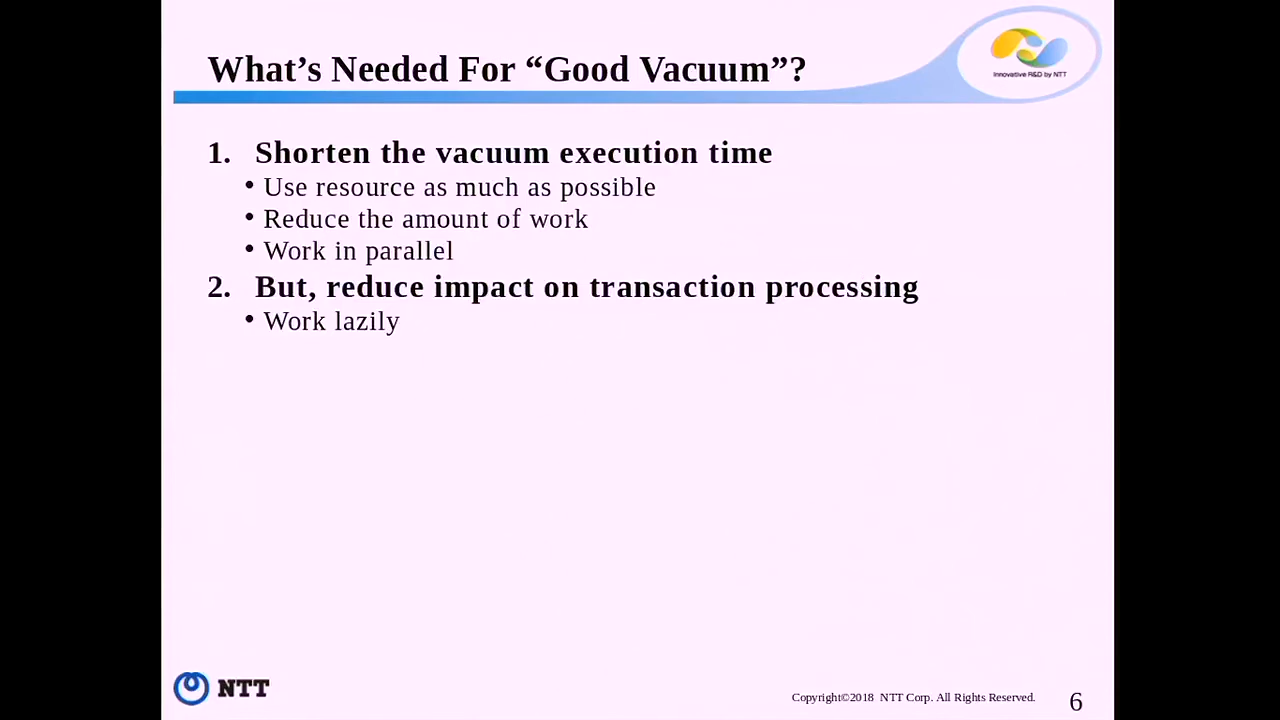 What’s Needed For “Good Vacuum”?
Innovative R&D by NTT
1. Shorten the vacuum execution time
• Use resource as much as possible
• Reduce the amount of work
• Work in parallel
2. But, reduce impact on transaction processing
• Work lazily
NTT
Copyright©2018 NTT Corp. All Rights Reserved.
6